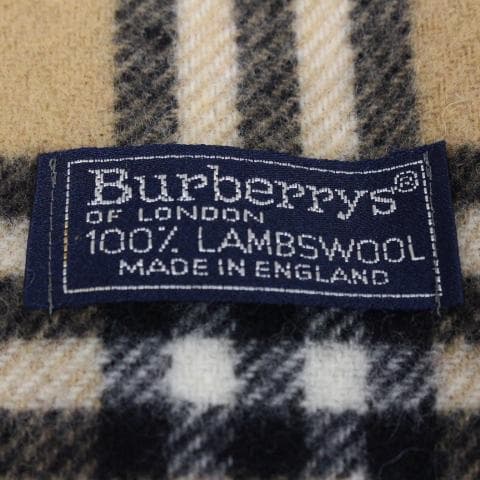 Burberrys®
OF LONDON
100% LAMBSWOOL
MADE IN ENGLAND